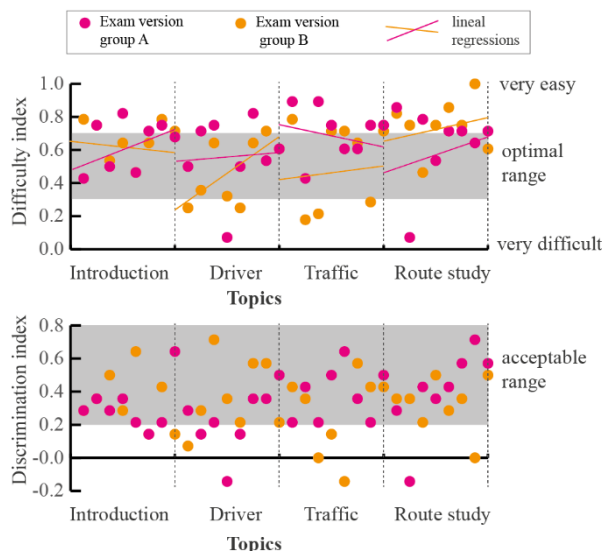 Exam version group A
Exam version group B
lineal regressions
Difficulty index
1.0
0.8
0.6
0.4
0.2
0.0
very easy
optimal range
very difficult
Introduction Driver Traffic Route study
Topics
Discrimination index
0.8
0.6
0.4
0.2
-0.0
-0.2
acceptable range
Introduction Driver Traffic Route study
Topics